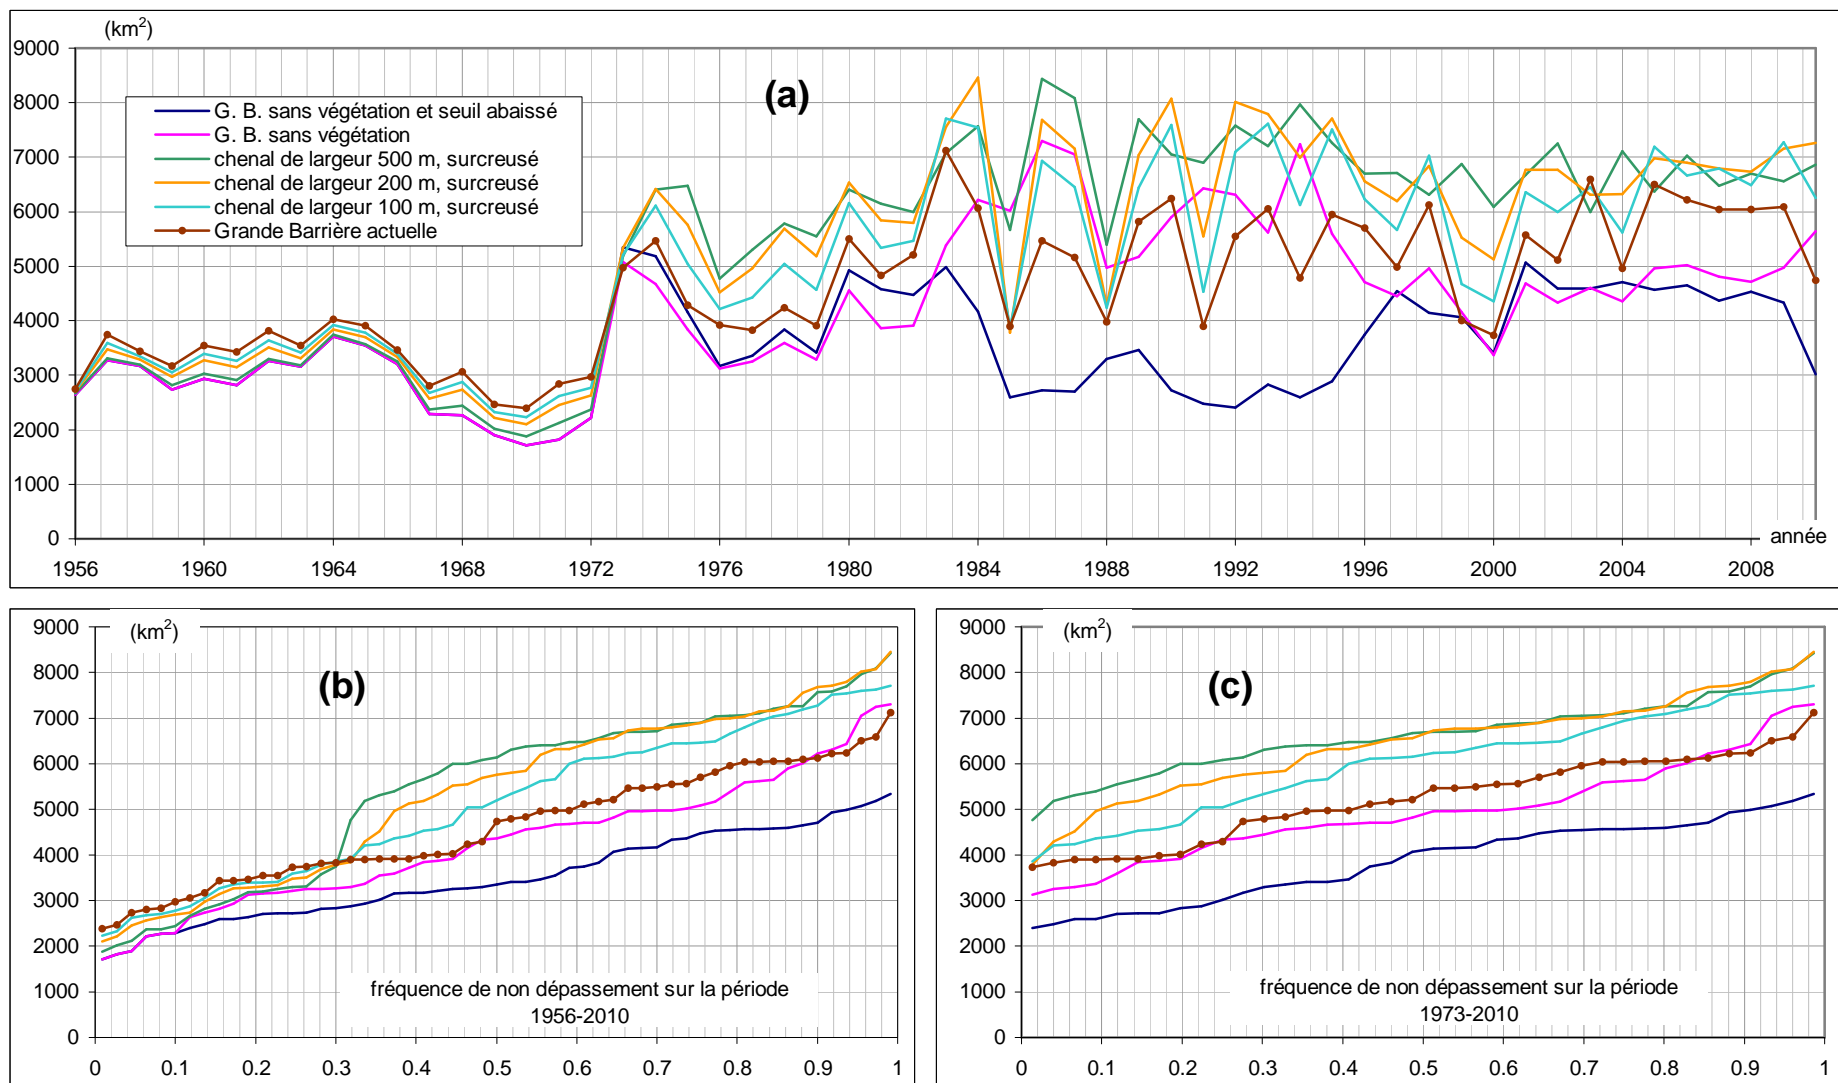 (km²)
9000
8000
7000
6000
5000
4000
3000
2000
1000
0
(a)
G. B. sans végétation et seuil abaissé
G. B. sans végétation
chenal de largeur 500 m, surcreusé
chenal de largeur 200 m, surcreusé
chenal de largeur 100 m, surcreusé
Grande Barrière actuelle
année
1956 1960 1964 1968 1972 1976 1980 1984 1988 1992 1996 2000 2004 2008
(km²)
9000
8000
7000
6000
5000
4000
3000
2000
1000
0
(b)
fréquence de non dépassement sur la période
1956-2010
0 0.1 0.2 0.3 0.4 0.5 0.6 0.7 0.8 0.9 1
(km²)
9000
8000
7000
6000
5000
4000
3000
2000
1000
0
(c)
fréquence de non dépassement sur la période
1973-2010
0 0.1 0.2 0.3 0.4 0.5 0.6 0.7 0.8 0.9 1